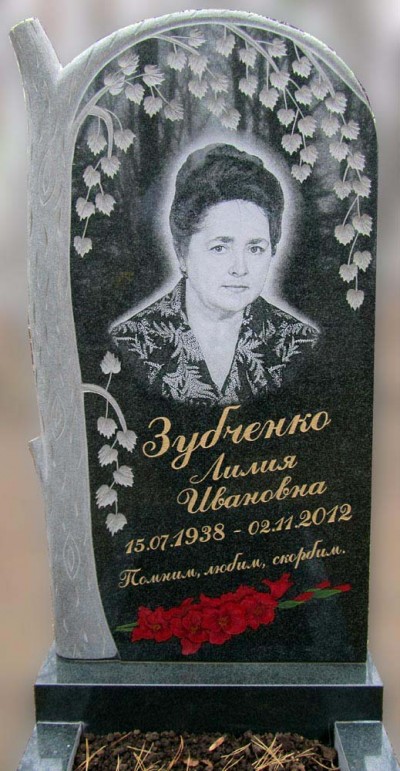 Зубченко
Лилия
Ивановна
15.07.1938 - 02.11.2012
Помним, любим, скорбим.